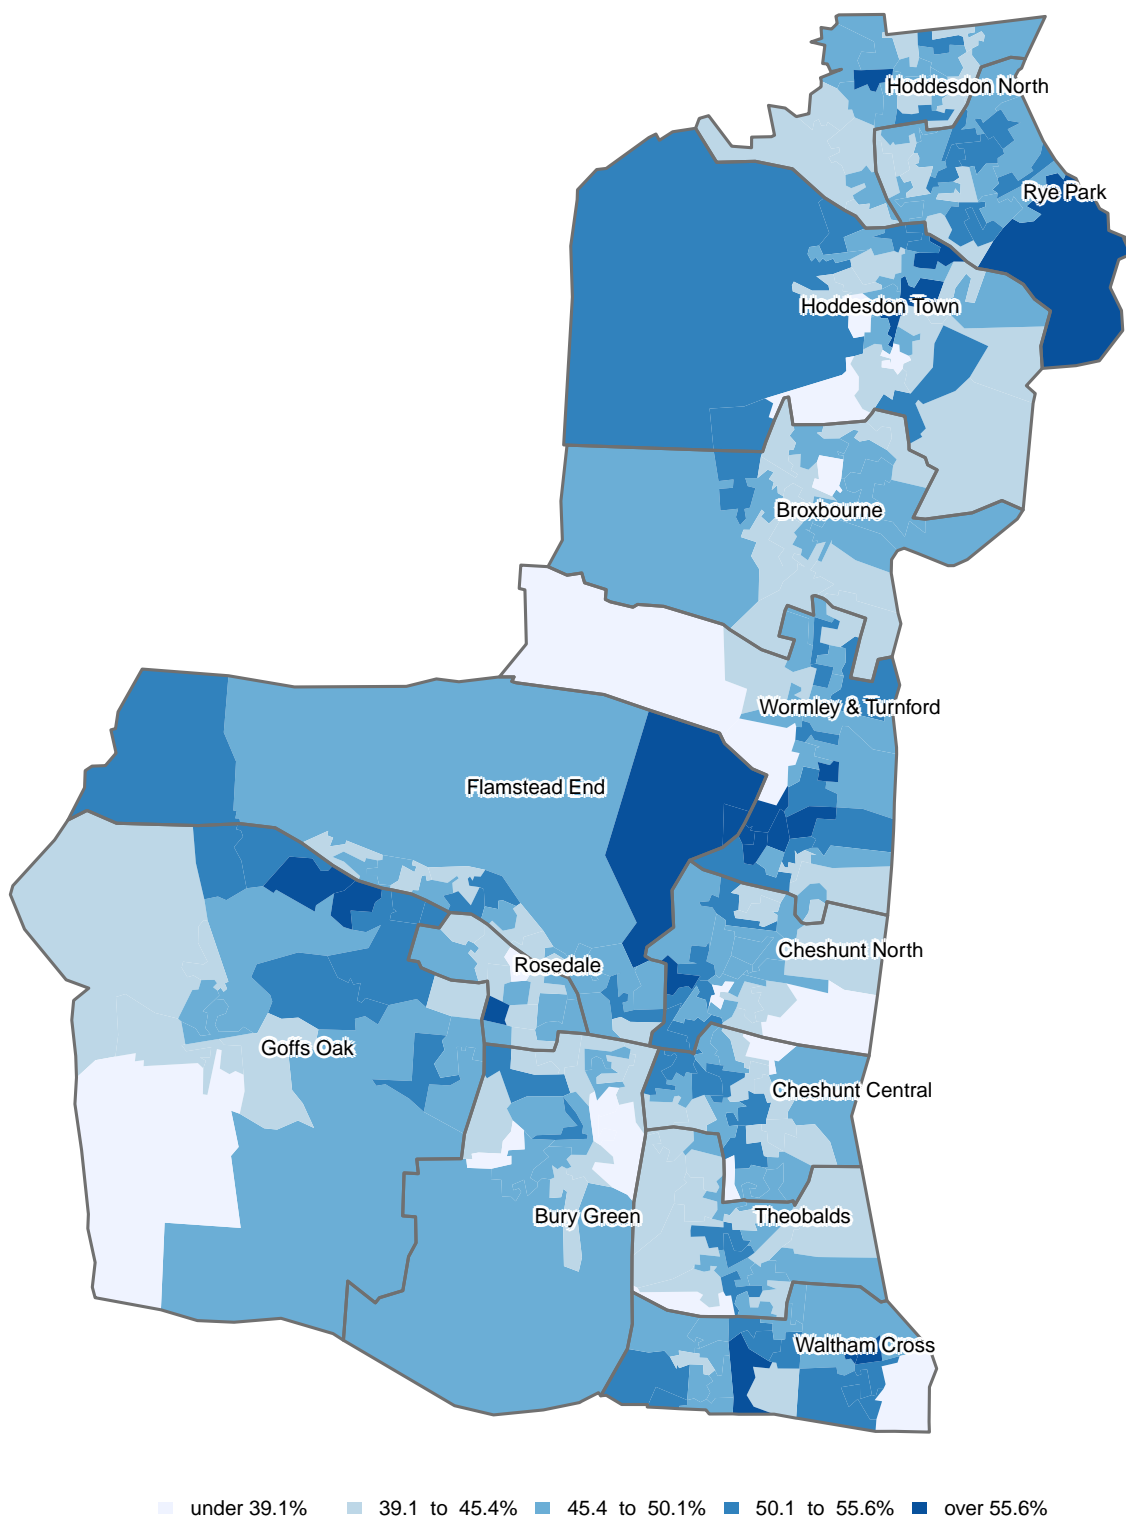 Hoddesdon North
Rye Park
Hoddesdon Town
Broxbourne
Wormley & Turnford
Flamstead End
Cheshunt North
Rosedale
Goffs Oak
Cheshunt Central
Bury Green
Theobalds
Waltham Cross
under 39.1% 39.1 to 45.4% 45.4 to 50.1% 50.1 to 55.6% over 55.6%